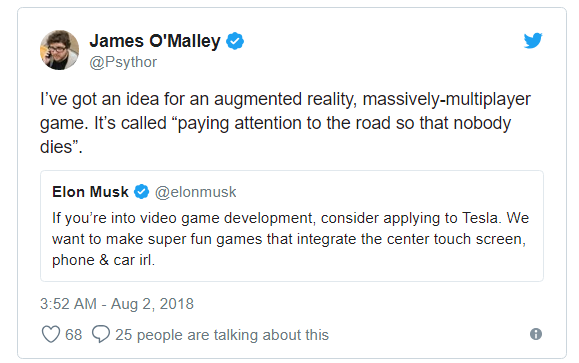 James O'Malley
@Psythor
I’ve got an idea for an augmented reality, massively-multiplayer
game. It’s called “paying attention to the road so that nobody
dies”.
Elon Musk @elonmusk
If you’re into video game development, consider applying to Tesla. We
want to make super fun games that integrate the center touch screen,
phone & car irl.
3:52 AM - Aug 2, 2018
68 25 people are talking about this